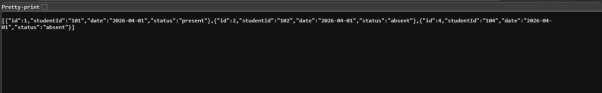 Pretty-print
[{"id":1,"studentId":"101","date":"2026-04-01","status":"present"},{"id":2,"studentId":"102","date":"2026-04-01","status":"absent"},{"id":4,"studentId":"104","date":"2026-04-
01","status":"absent"}]